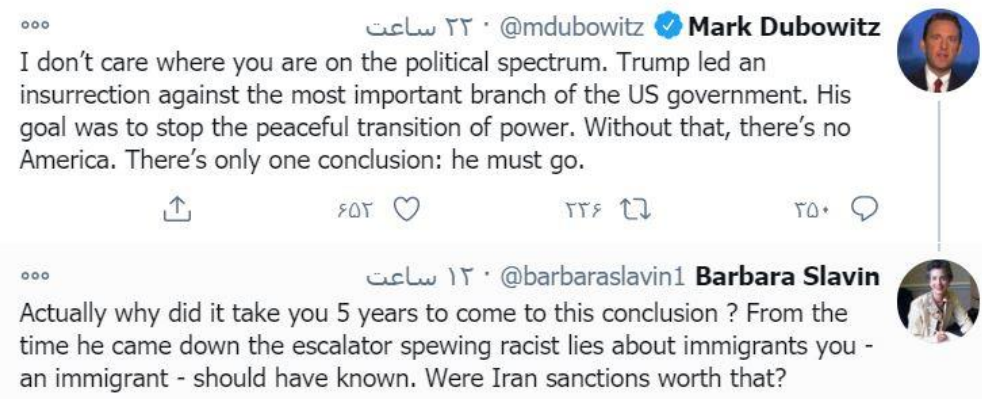 Mark Dubowitz @mdubowitz · ۲۲ ساعت
I don’t care where you are on the political spectrum. Trump led an
insurrection against the most important branch of the US government. His
goal was to stop the peaceful transition of power. Without that, there’s no
America. There’s only one conclusion: he must go.
۳۵۰ ۲۳۶ ۶۵۲
Barbara Slavin @barbaraslavin1 · ۱۲ ساعت
Actually why did it take you 5 years to come to this conclusion ? From the
time he came down the escalator spewing racist lies about immigrants you -
an immigrant - should have known. Were Iran sanctions worth that?